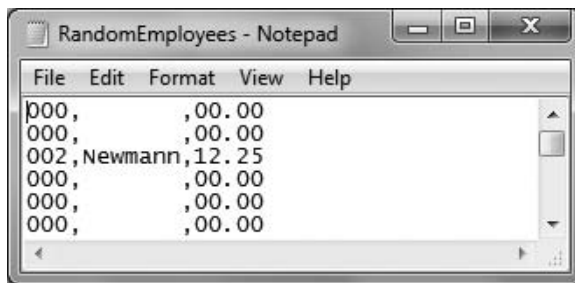 RandomEmployees - Notepad
File Edit Format View Help
000,       ,00.00
000,       ,00.00
002,Newmann,12.25
000,       ,00.00
000,       ,00.00
000,       ,00.00